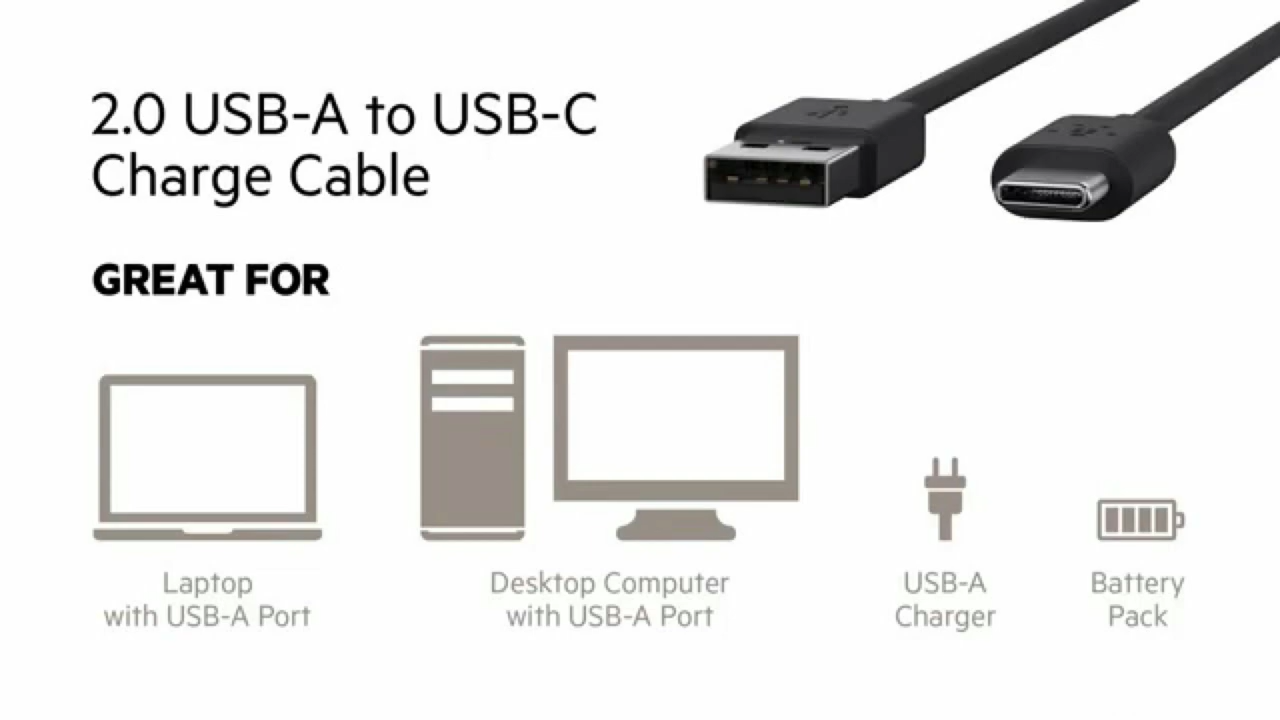 2.0 USB-A to USB-C
Charge Cable
GREAT FOR
Laptop
with USB-A Port
Desktop Computer
with USB-A Port
USB-A
Charger
Battery
Pack